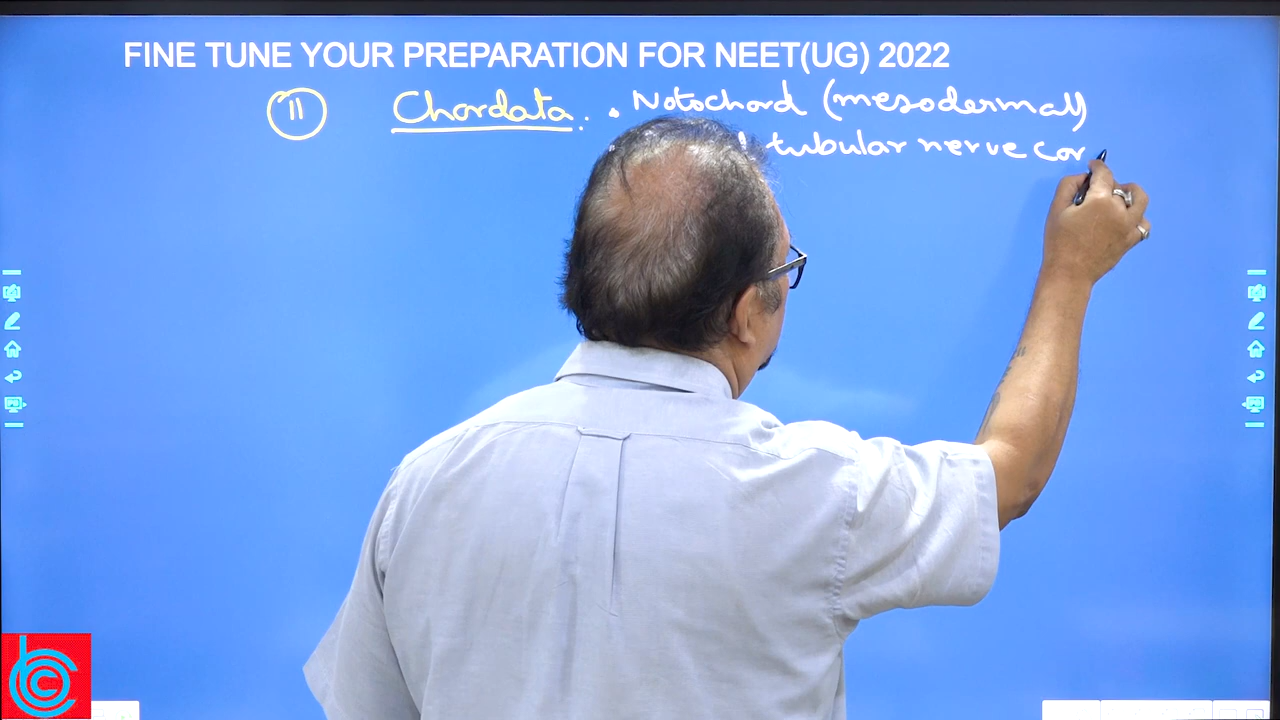 FINE TUNE YOUR PREPARATION FOR NEET(UG) 2022
11 Chordata. • Notochord (mesodermal)
tubular nerve cor